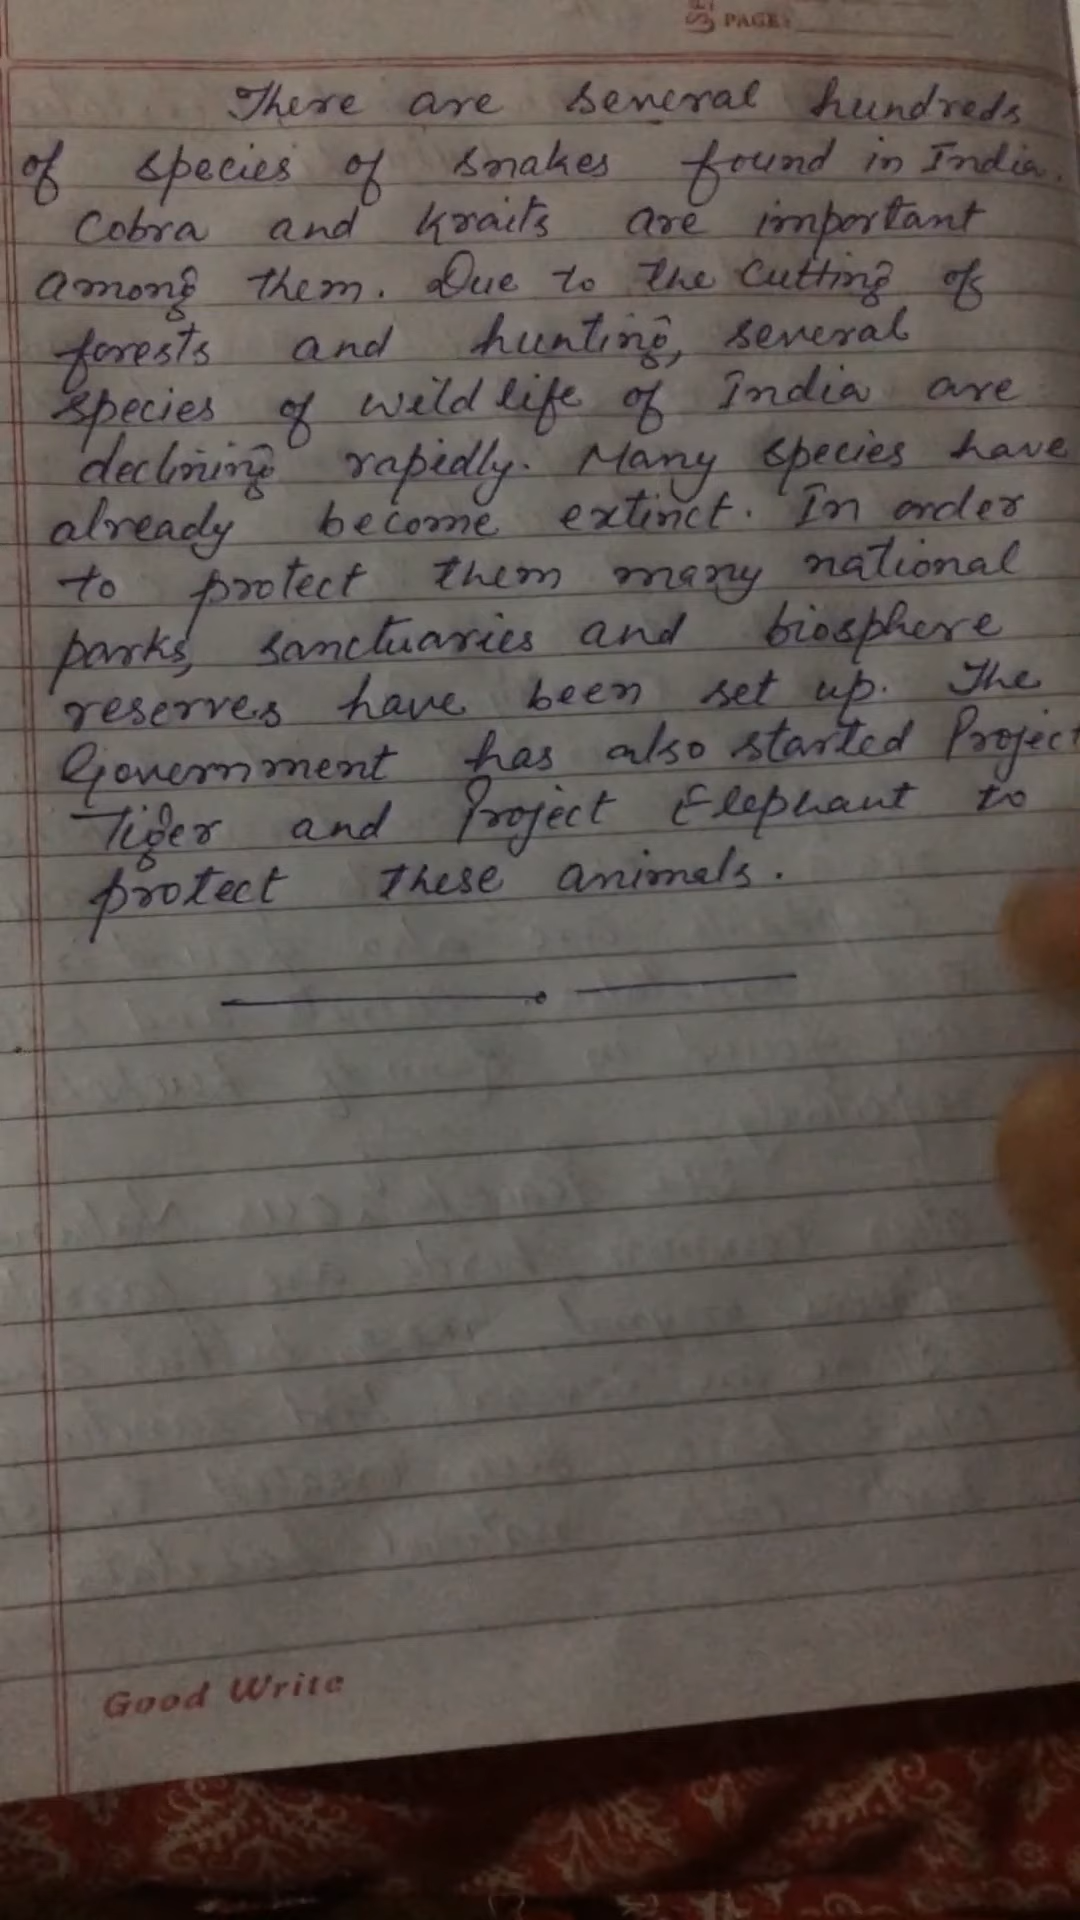 PAGE:
There are several hundreds
of species of snakes found in India.
Cobra and kraits are important
among them. Due to the cutting of
forests and hunting, several
species of wild life of India are
declining rapidly. Many species have
already become extinct. In order
to protect them many national
parks, sanctuaries and biosphere
reserves have been set up. The
Government has also started Project
Tiger and Project Elephant to
protect these animals.
Good Write